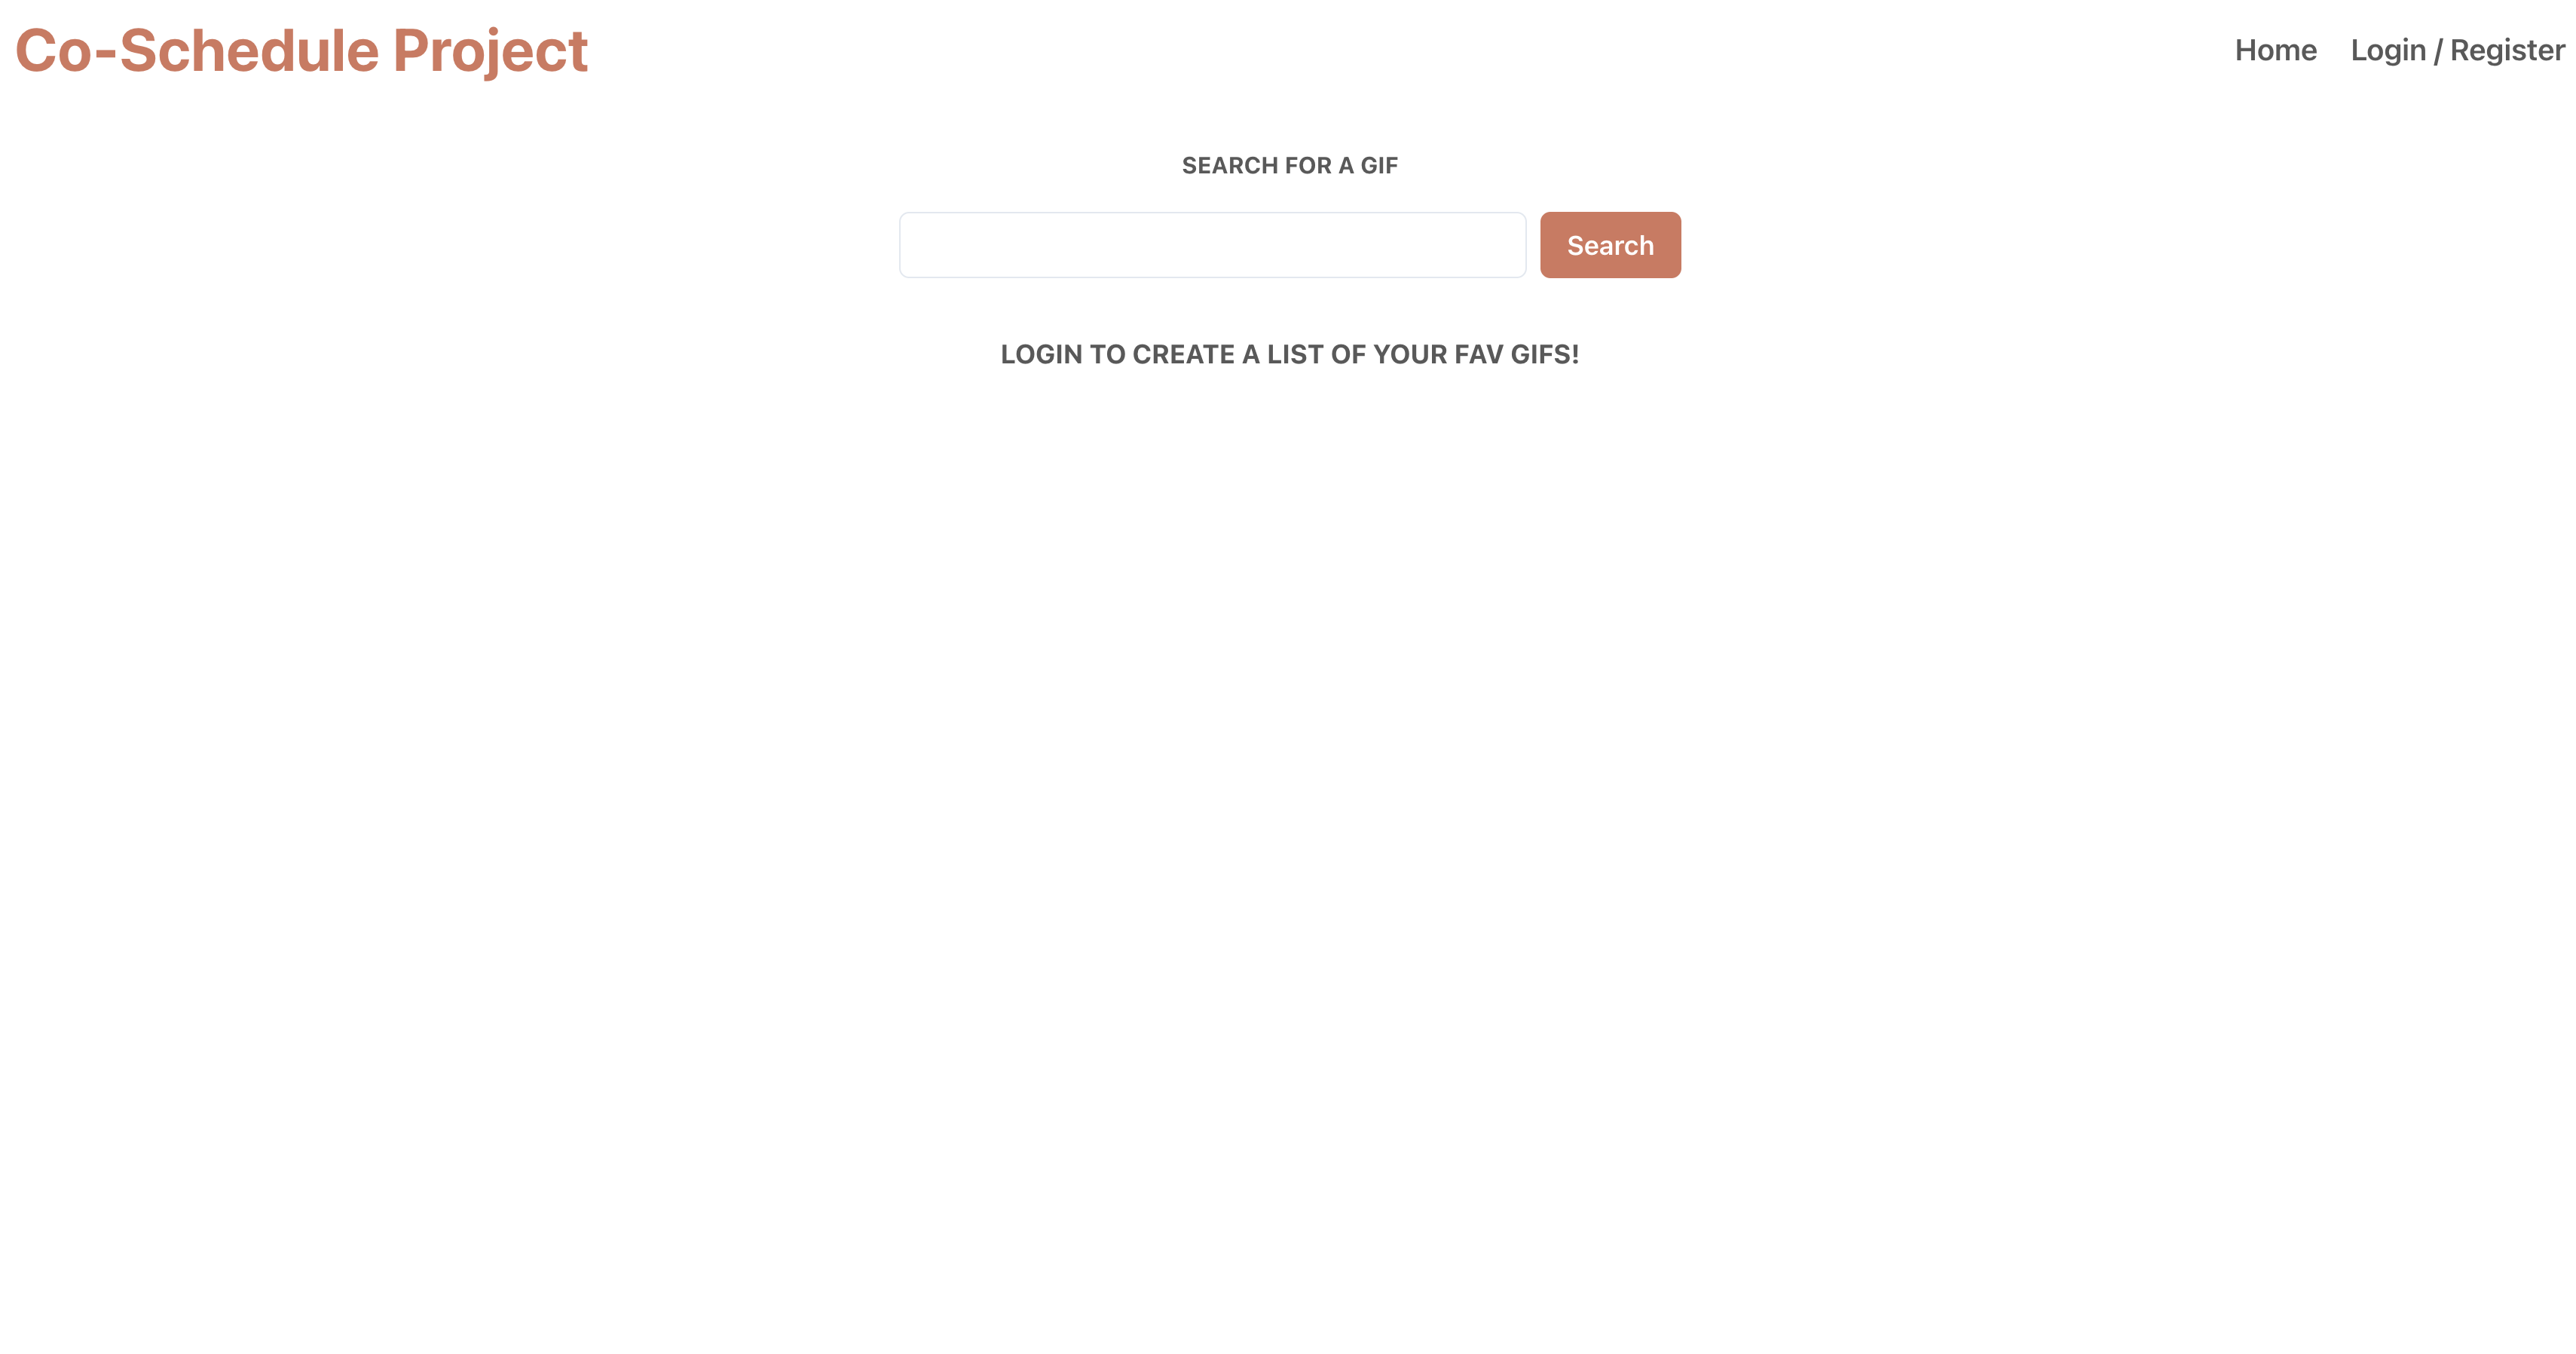 Co-Schedule Project
Home
Login / Register
SEARCH FOR A GIF
Search
LOGIN TO CREATE A LIST OF YOUR FAV GIFS!